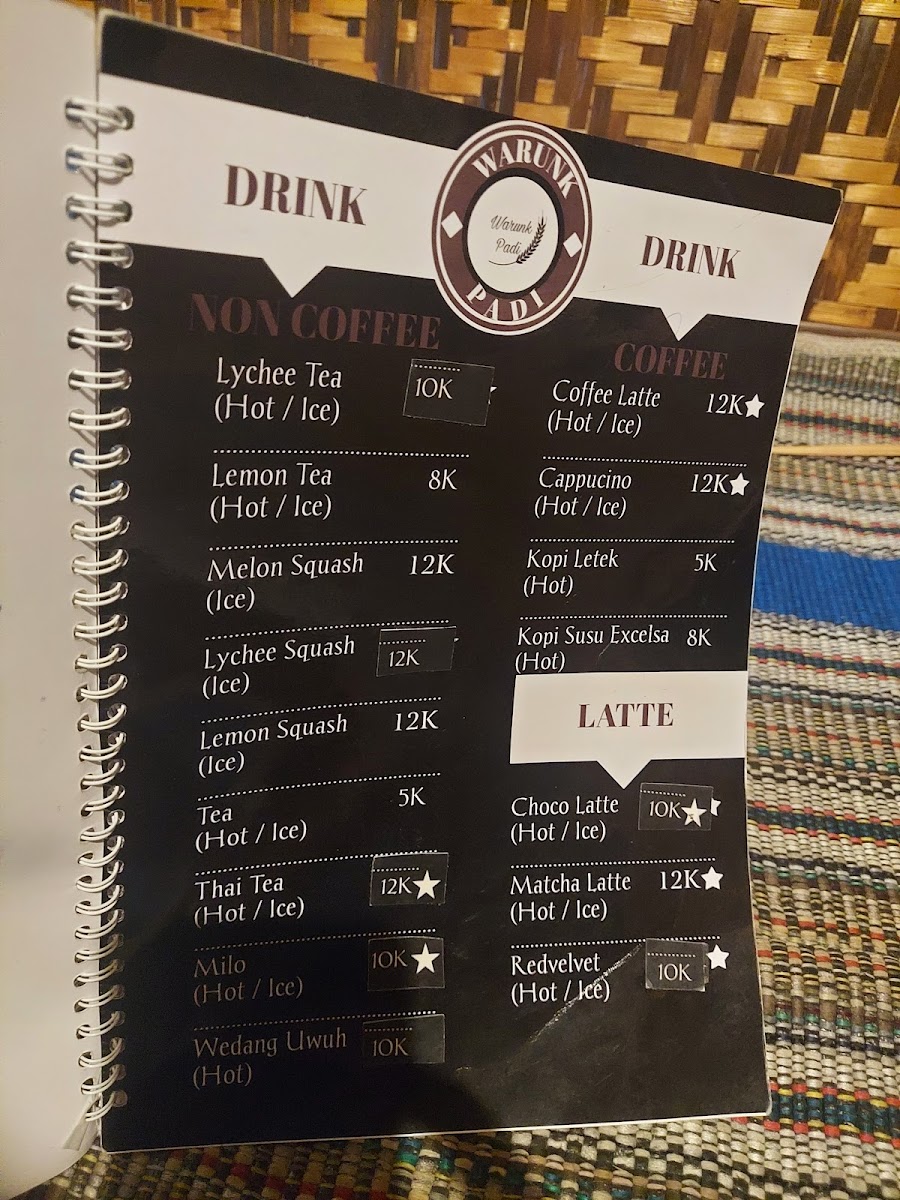 WARUNK
Warunk
Padi
PADI
DRINK
NON COFFEE
Lychee Tea 10K
(Hot / Ice)
Lemon Tea 8K
(Hot / Ice)
Melon Squash 12K
(Ice)
Lychee Squash 12K
(Ice)
Lemon Squash 12K
(Ice)
Tea 5K
(Hot / Ice)
Thai Tea 12K
(Hot / Ice)
Milo 10K
(Hot / Ice)
Wedang Uwuh 10K
(Hot)
DRINK
COFFEE
Coffee Latte 12K
(Hot / Ice)
Cappucino 12K
(Hot / Ice)
Kopi Letek 5K
(Hot)
Kopi Susu Excelsa 8K
(Hot)
LATTE
Choco Latte 10K
(Hot / Ice)
Matcha Latte 12K
(Hot / Ice)
Redvelvet 10K
(Hot / Ice)